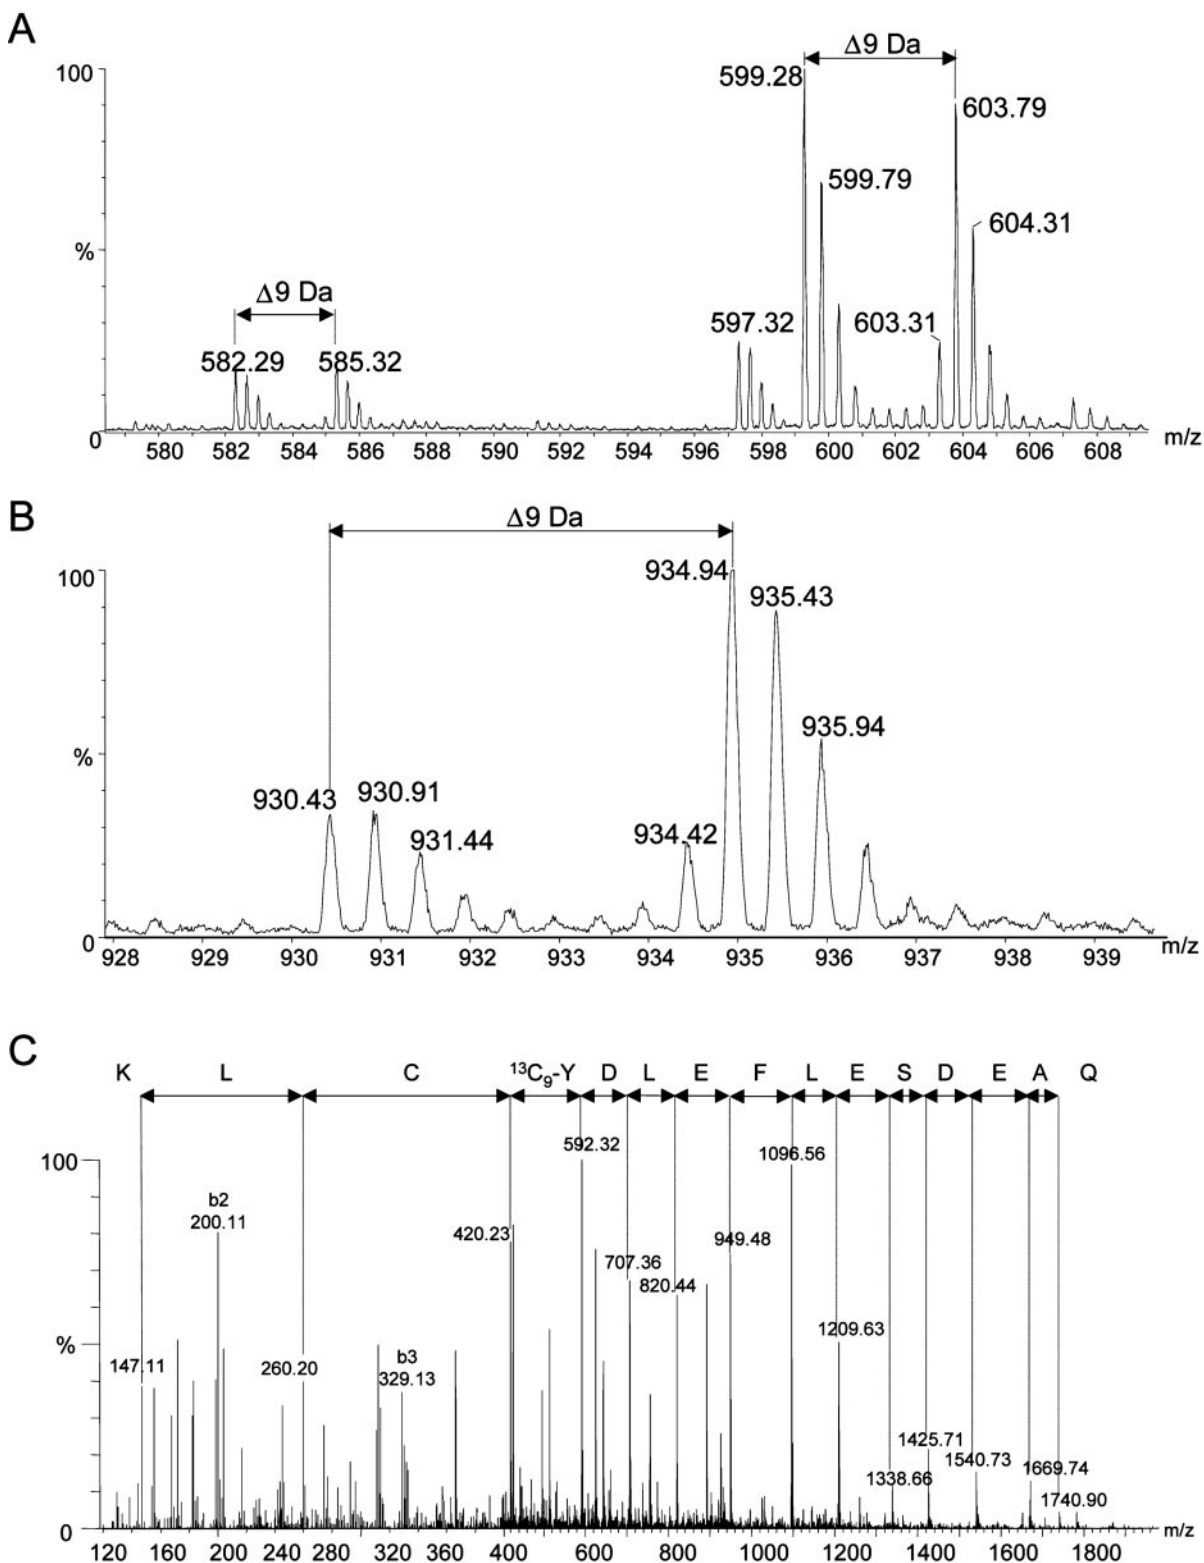 A
Δ9 Da
100
599.28
603.79
599.79
604.31
%
Δ9 Da
597.32
603.31
582.29
585.32
0
580 582 584 586 588 590 592 594 596 598 600 602 604 606 608
m/z
B
Δ9 Da
100
934.94
935.43
%
935.94
930.43
930.91
931.44
934.42
0
928 929 930 931 932 933 934 935 936 937 938 939
m/z
C
K L C ¹³C₉-Y D L E F L E S D E A Q
100
592.32
1096.56
b2
200.11
420.23
949.48
707.36
820.44
%
1209.63
147.11
260.20
b3
329.13
1425.71
1540.73
1338.66
1669.74
1740.90
0
120 160 200 240 280 320 360 400 600 800 1000 1200 1400 1600 1800
m/z